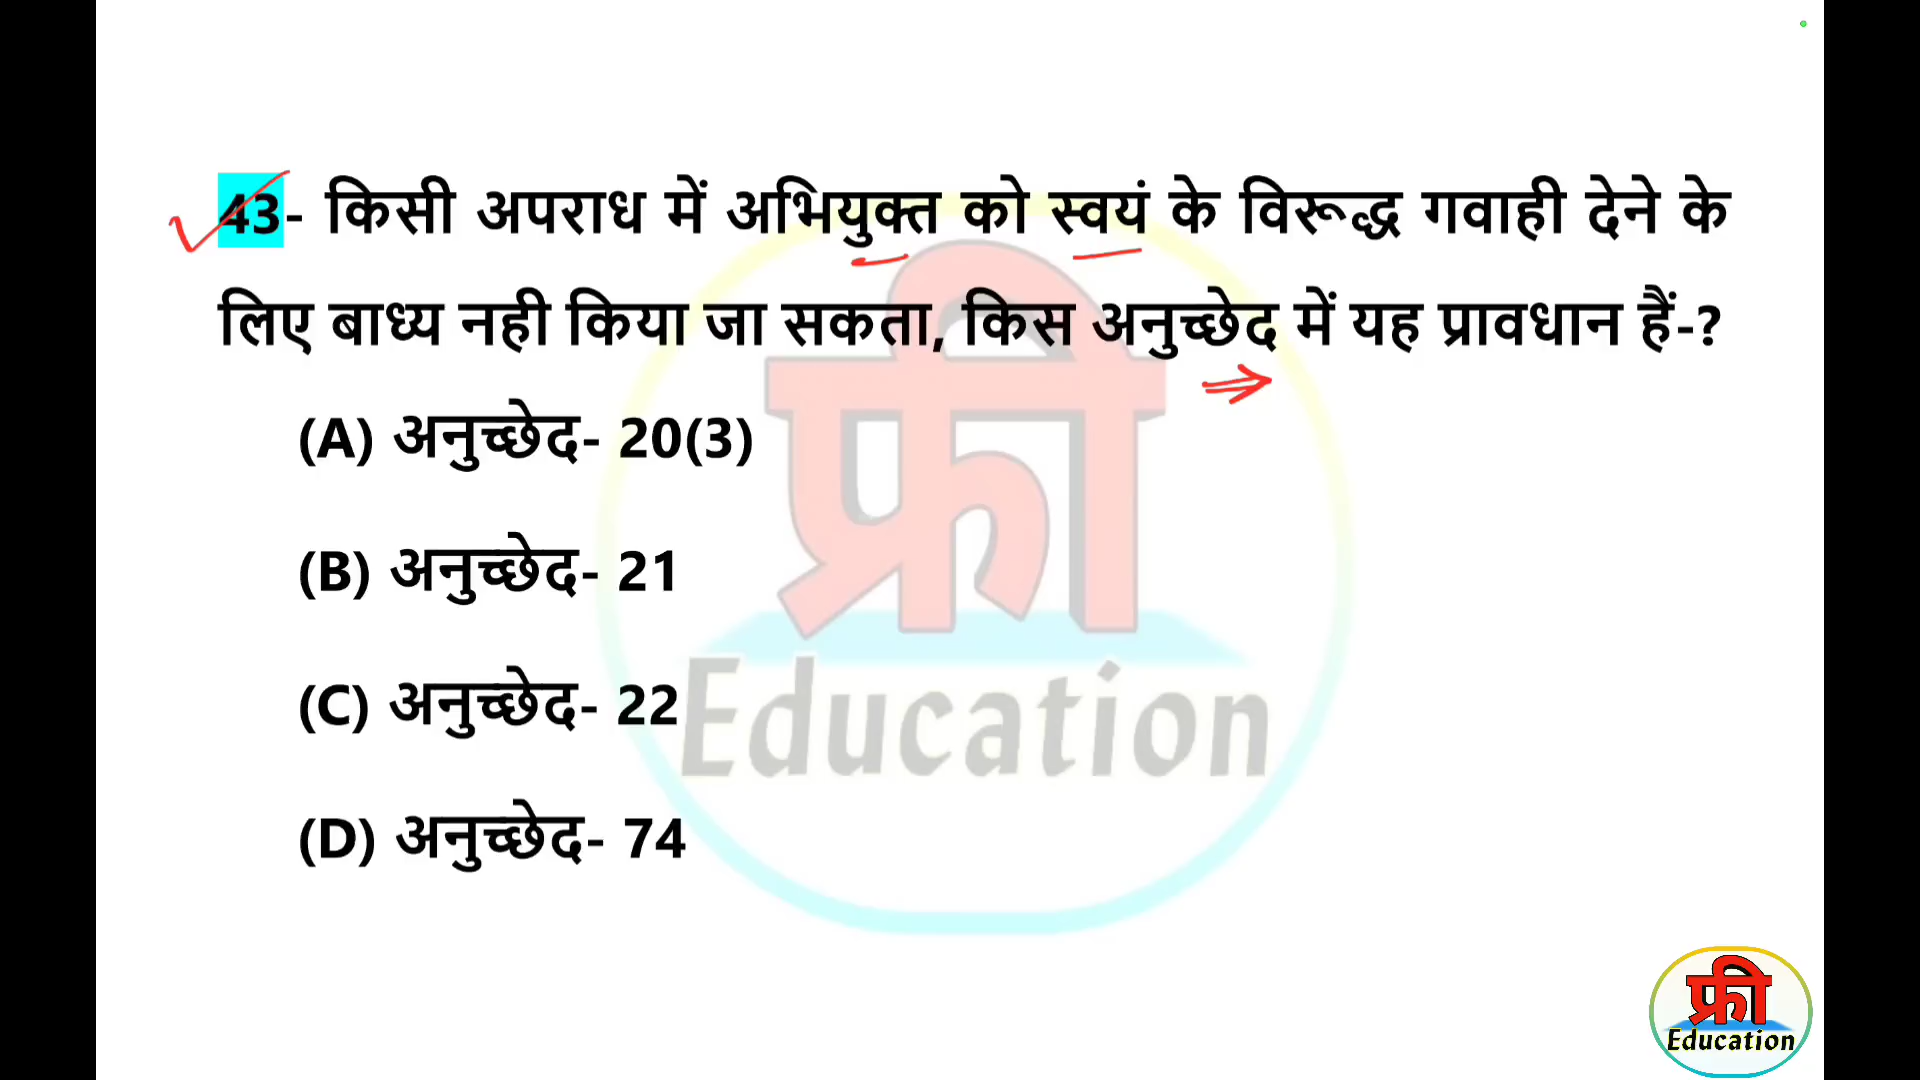 43- किसी अपराध में अभियुक्त को स्वयं के विरूद्ध गवाही देने के
लिए बाध्य नही किया जा सकता, किस अनुच्छेद में यह प्रावधान हैं-?
(A) अनुच्छेद- 20(3)
(B) अनुच्छेद- 21
(C) अनुच्छेद- 22
(D) अनुच्छेद- 74
फ्री
Education
फ्री
Education